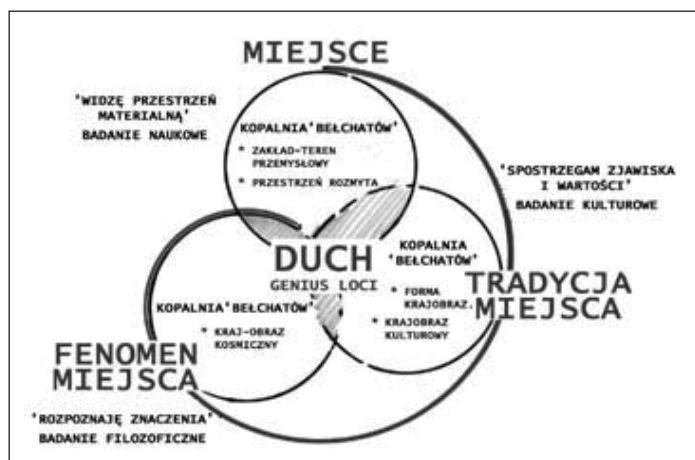 MIEJSCE
'WIDZĘ PRZESTRZEŃ
MATERIALNĄ'
BADANIE NAUKOWE
KOPALNIA'BEŁCHATÓW'
* ZAKŁAD-TEREN
PRZEMYSŁOWY
* PRZESTRZEŃ ROZMYTA
'SPOSTRZEGAM ZJAWISKA
I WARTOŚCI'
BADANIE KULTUROWE
DUCH
GENIUS LOCI
KOPALNIA
'BEŁCHATÓW'
* FORMA
KRAJOBRAZ.
* KRAJOBRAZ
KULTUROWY
TRADYCJA
MIEJSCA
KOPALNIA'BEŁCHATÓW'
* KRAJ-OBRAZ
KOSMICZNY
FENOMEN
MIEJSCA
'ROZPOZNAJĘ ZNACZENIA'
BADANIE FILOZOFICZNE